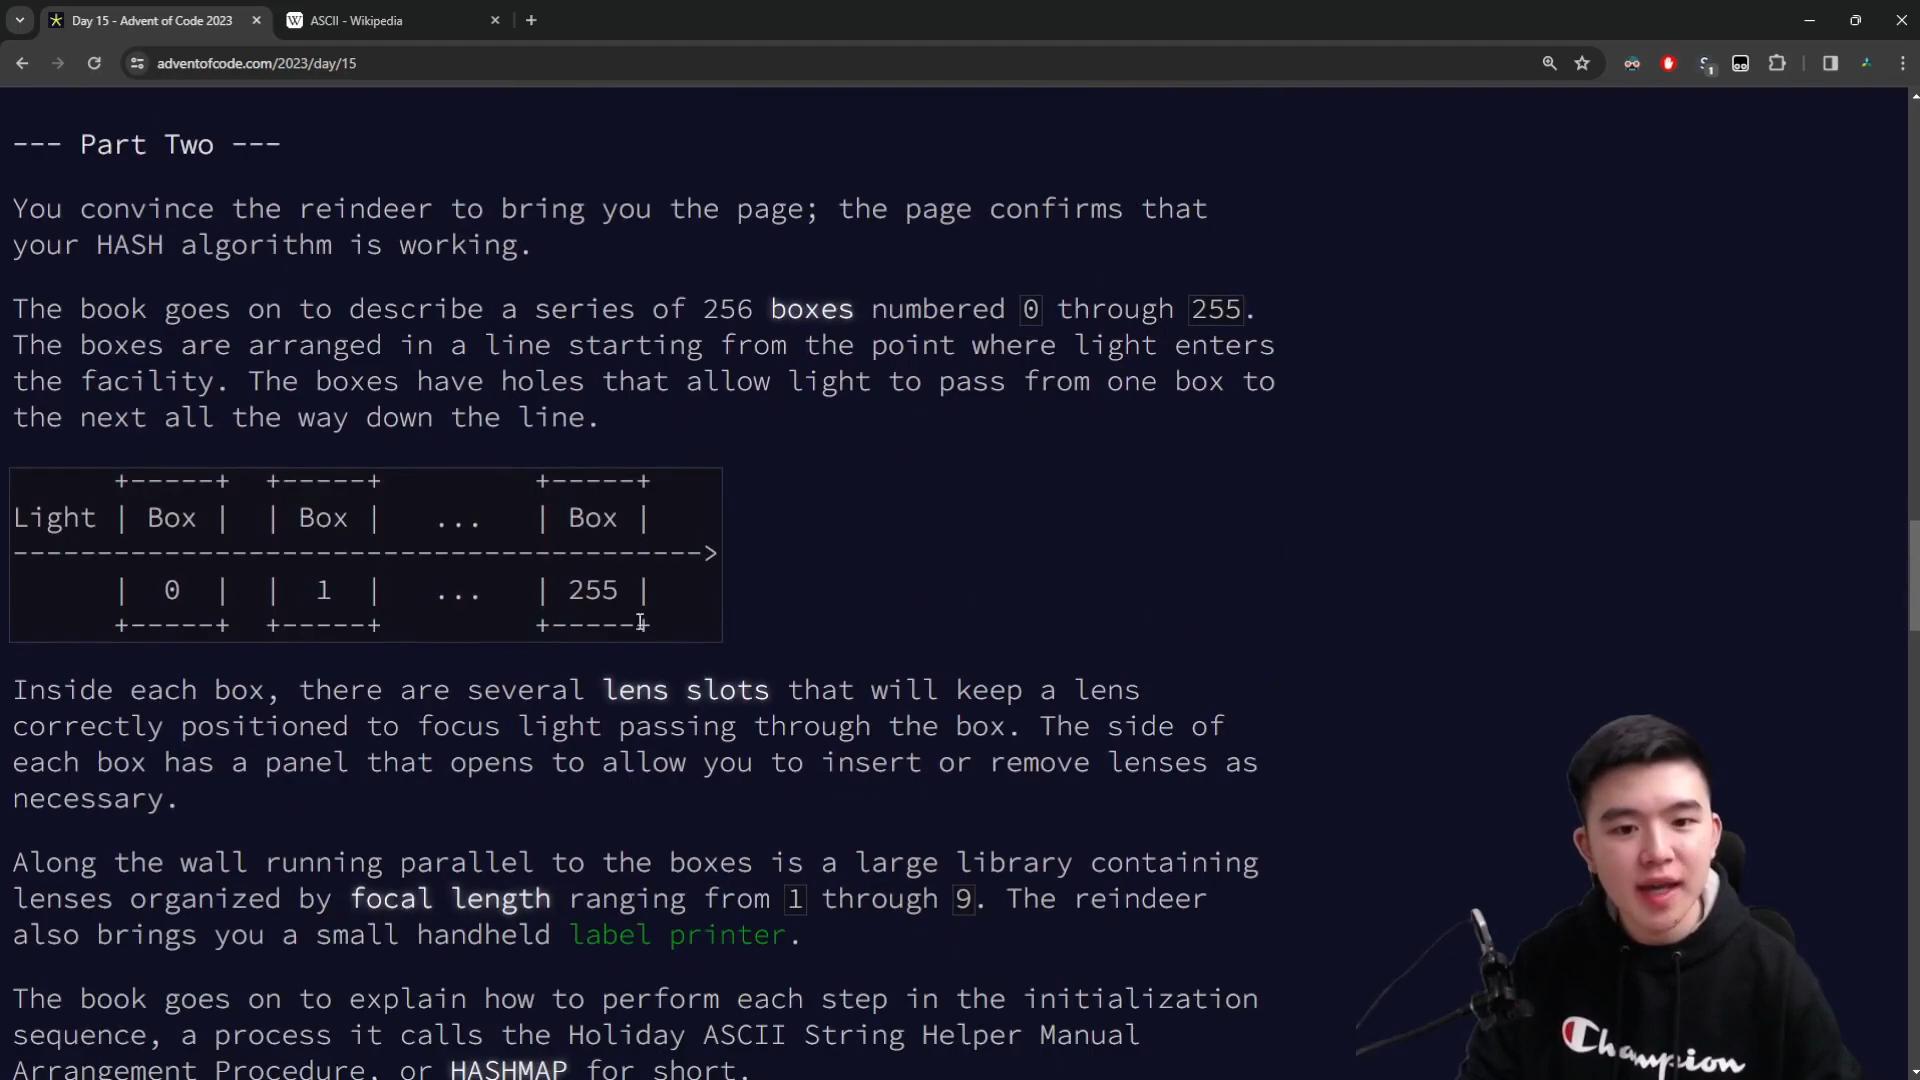 Day 15 - Advent of Code 2023
ASCII - Wikipedia
adventofcode.com/2023/day/15
--- Part Two ---
You convince the reindeer to bring you the page; the page confirms that
your HASH algorithm is working.
The book goes on to describe a series of 256 boxes numbered 0 through 255.
The boxes are arranged in a line starting from the point where light enters
the facility. The boxes have holes that allow light to pass from one box to
the next all the way down the line.
      +-----+  +-----+         +-----+
Light | Box |  | Box |   ...   | Box |
----------------------------------------->
      |  0  |  |  1  |   ...   | 255 |
      +-----+  +-----+         +-----+
Inside each box, there are several lens slots that will keep a lens
correctly positioned to focus light passing through the box. The side of
each box has a panel that opens to allow you to insert or remove lenses as
necessary.
Along the wall running parallel to the boxes is a large library containing
lenses organized by focal length ranging from 1 through 9. The reindeer
also brings you a small handheld label printer.
The book goes on to explain how to perform each step in the initialization
sequence, a process it calls the Holiday ASCII String Helper Manual
Arrangement Procedure, or HASHMAP for short.
Champion